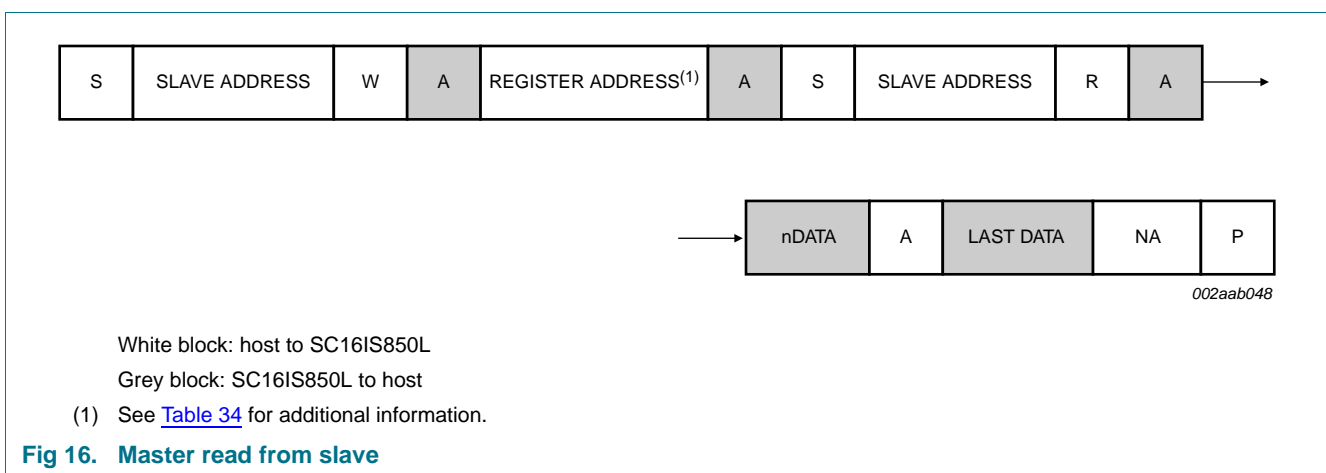 S SLAVE ADDRESS W A REGISTER ADDRESS(1) A S SLAVE ADDRESS R A
nDATA A LAST DATA NA P
002aab048
White block: host to SC16IS850L
Grey block: SC16IS850L to host
(1) See Table 34 for additional information.
Fig 16. Master read from slave